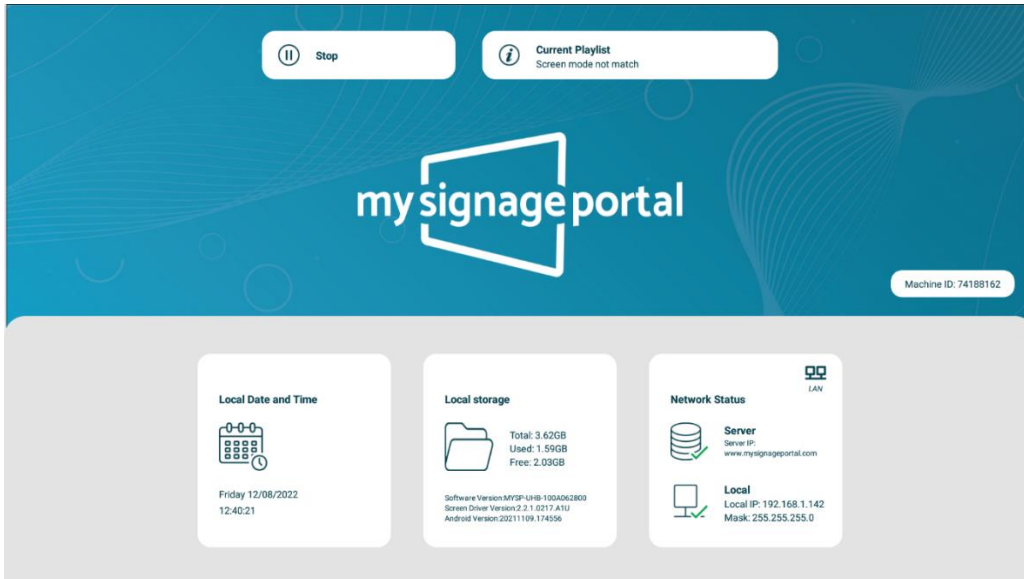 Stop
Current Playlist
Screen mode not match
my signage portal
Machine ID: 74188162
Local Date and Time
Friday 12/08/2022
12:40:21
Local storage
Total: 3.62GB
Used: 1.59GB
Free: 2.03GB
Software Version:MYSP-UHB-100A062800
Screen Driver Version:2.2.1.0217.A1U
Android Version:20211109.174556
LAN
Network Status
Server
Server IP:
www.mysignageportal.com
Local
Local IP: 192.168.1.142
Mask: 255.255.255.0